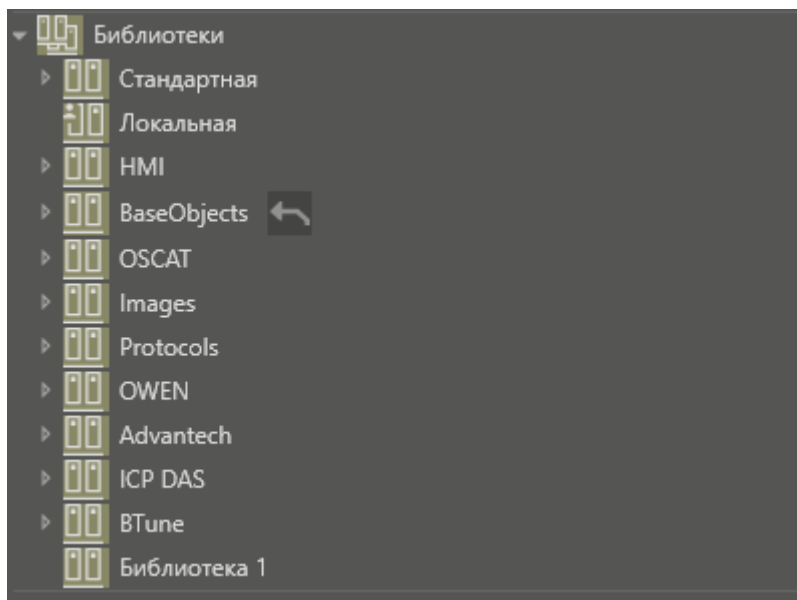 Библиотеки
Стандартная
Локальная
HMI
BaseObjects
OSCAT
Images
Protocols
OWEN
Advantech
ICP DAS
BTune
Библиотека 1